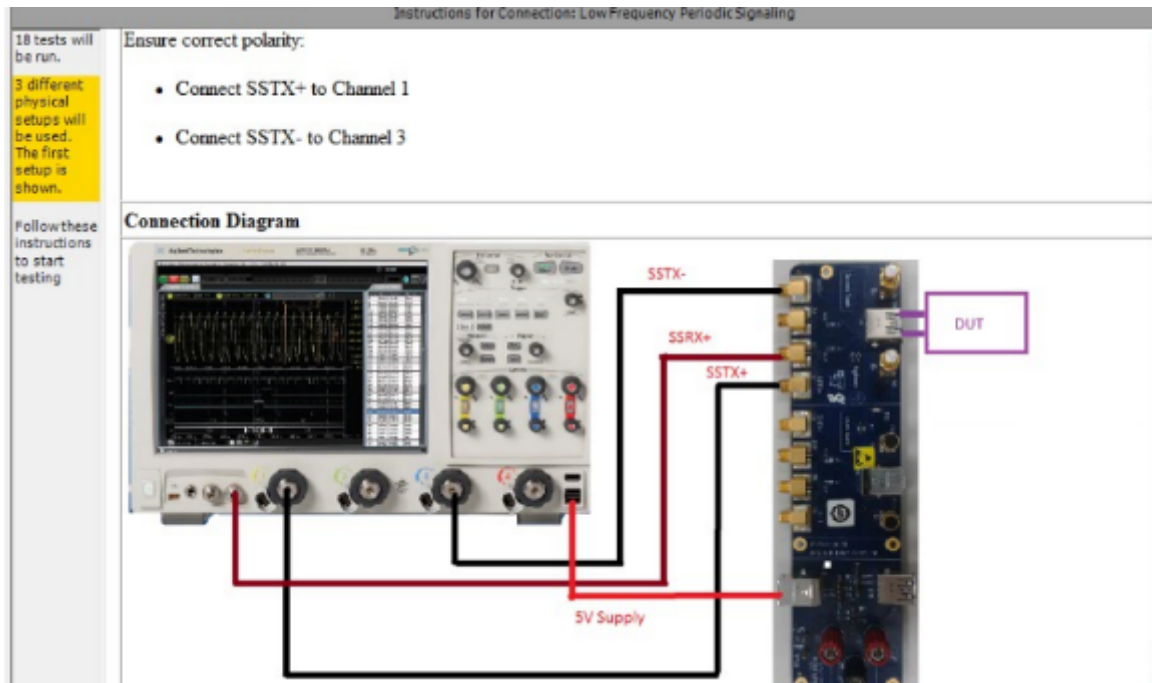 Instructions for Connection: Low Frequency Periodic Signaling
18 tests will
be run.
3 different
physical
setups will
be used.
The first
setup is
shown.
Follow these
instructions
to start
testing
Ensure correct polarity:
• Connect SSTX+ to Channel 1
• Connect SSTX- to Channel 3
Connection Diagram
Agilent Technologies
SSTX-
SSRX+
SSTX+
DUT
5V Supply